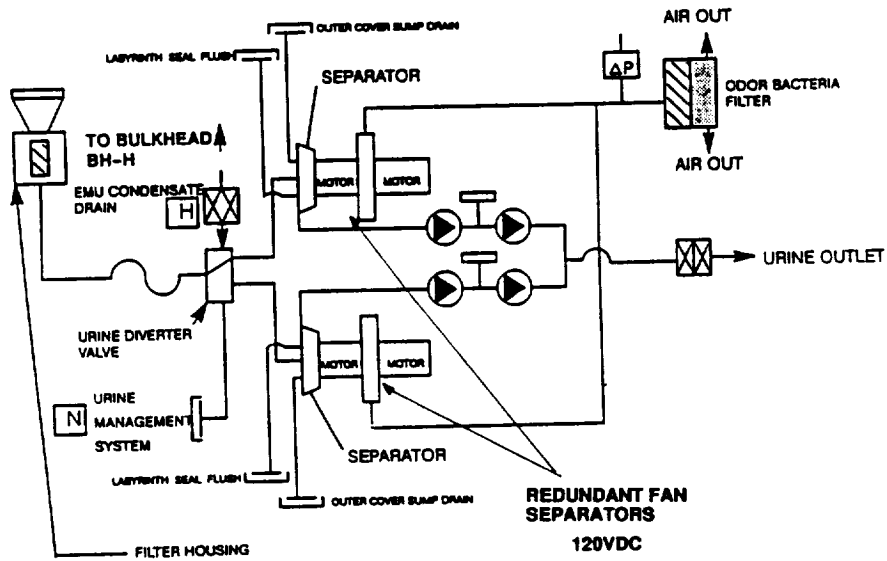 OUTER COVER SUMP DRAIN
LABYRINTH SEAL FLUSH
SEPARATOR
AIR OUT
ΔP
ODOR BACTERIA
FILTER
AIR OUT
TO BULKHEAD
BH-H
EMU CONDENSATE
DRAIN
H
MOTOR
MOTOR
URINE OUTLET
URINE DIVERTER
VALVE
MOTOR
MOTOR
N
URINE
MANAGEMENT
SYSTEM
SEPARATOR
LABYRINTH SEAL FLUSH
OUTER COVER SUMP DRAIN
REDUNDANT FAN
SEPARATORS
120VDC
FILTER HOUSING